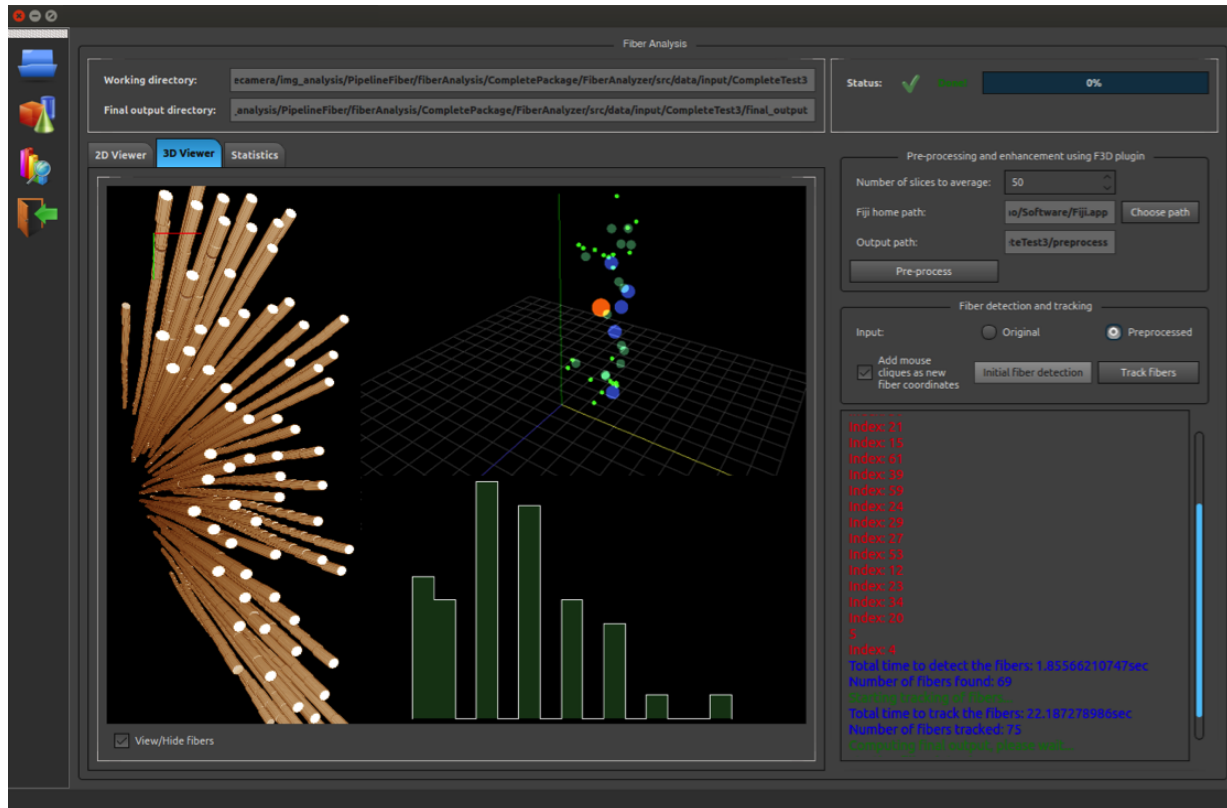 Fiber Analysis
Working directory:
ecamera/img_analysis/PipelineFiber/fiberAnalysis/CompletePackage/FiberAnalyzer/src/data/input/CompleteTest3
Final output directory:
_analysis/PipelineFiber/fiberAnalysis/CompletePackage/FiberAnalyzer/src/data/input/CompleteTest3/final_output
Status:
0%
2D Viewer
3D Viewer
Statistics
View/Hide fibers
Pre-processing and enhancement using F3D plugin
Number of slices to average:
50
Fiji home path:
/Software/Fiji.app
Choose path
Output path:
teTest3/preprocess
Pre-process
Fiber detection and tracking
Input:
Original
Preprocessed
Add mouse
cliques as new
fiber coordinates
Initial fiber detection
Track fibers
Index: 21
Index: 15
Index: 61
Index: 39
Index: 59
Index: 24
Index: 29
Index: 27
Index: 53
Index: 12
Index: 23
Index: 34
Index: 20
5
Index: 4
Total time to detect the fibers: 1.85566210747sec
Number of fibers found: 69
Total time to track the fibers: 22.187278986sec
Number of fibers tracked: 75
Computing final output, please wait...